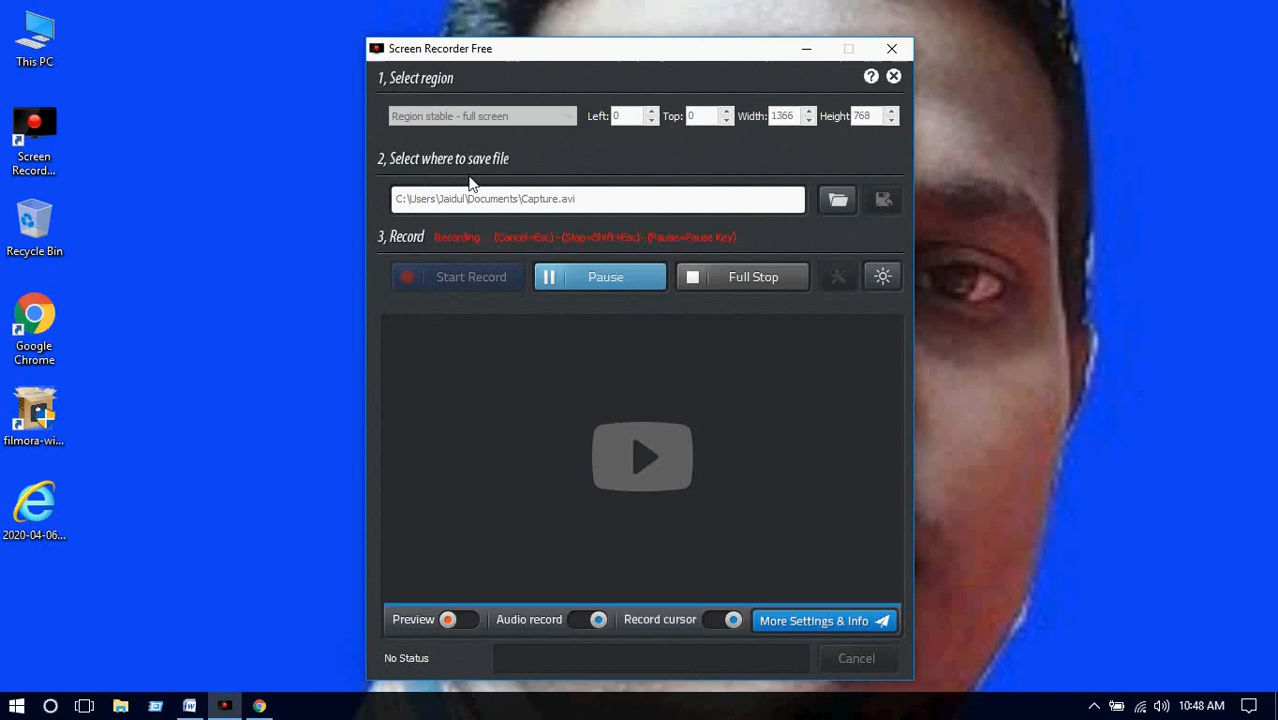 This PC
Screen
Record...
Recycle Bin
Google
Chrome
filmora-wi...
2020-04-06...
Screen Recorder Free
1, Select region
Region stable - full screen
Left: 0 Top: 0 Width: 1366 Height 768
2, Select where to save file
C:\Users\Jaidul\Documents\Capture.avi
3, Record Recording (Cancel=Esc) - (Stop=Shift+Esc) - (Pause=Pause Key)
Start Record Pause Full Stop
Preview Audio record Record cursor More Settings & Info
No Status Cancel
10:48 AM